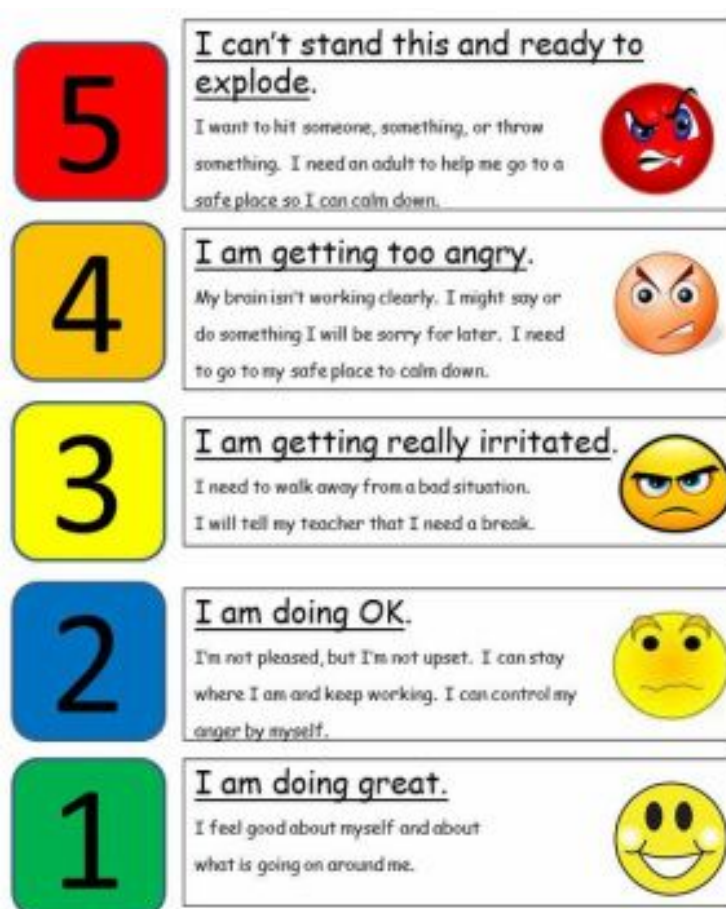 5
I can't stand this and ready to
explode.
I want to hit someone, something, or throw
something. I need an adult to help me go to a
safe place so I can calm down.
4
I am getting too angry.
My brain isn't working clearly. I might say or
do something I will be sorry for later. I need
to go to my safe place to calm down.
3
I am getting really irritated.
I need to walk away from a bad situation.
I will tell my teacher that I need a break.
2
I am doing OK.
I'm not pleased, but I'm not upset. I can stay
where I am and keep working. I can control my
anger by myself.
1
I am doing great.
I feel good about myself and about
what is going on around me.